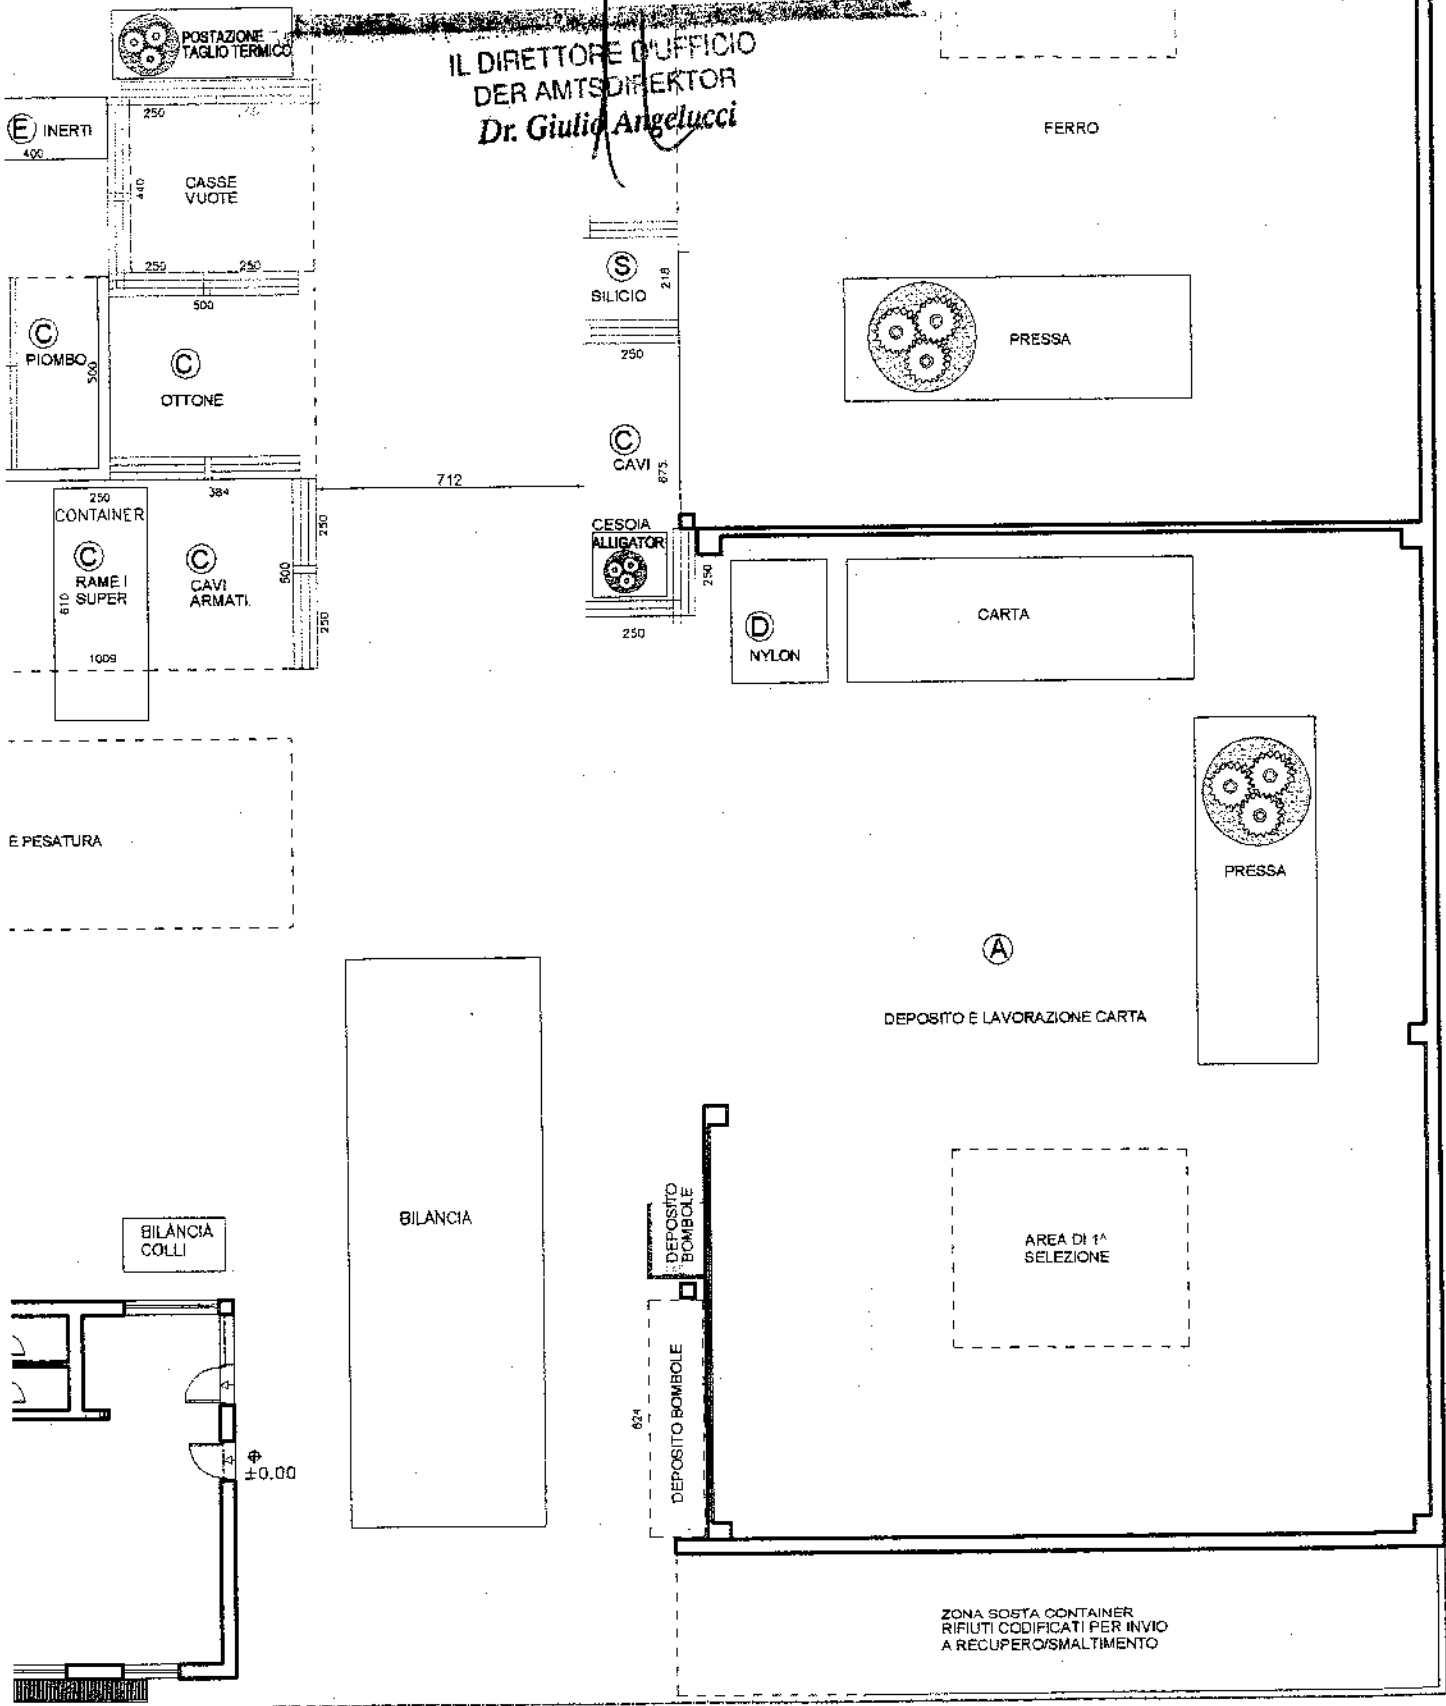 POSTAZIONE
TAGLIO TERMICO
IL DIRETTORE D'UFFICIO
DER AMTSDIREKTOR
Dr. Giulio Angelucci
E INERTI
400
250
440
CASSE
VUOTE
250
250
500
FERRO
S
SILICIO
218
250
C
PIOMBO
500
C
OTTONE
PRESSA
C
CAVI
675
712
384
250
CONTAINER
C
RAME I
SUPER
610
1009
C
CAVI
ARMATI
250
500
250
CESOIA
ALLIGATOR
250
250
D
NYLON
CARTA
PRESSA
E PESATURA
A
DEPOSITO E LAVORAZIONE CARTA
BILANCIA
COLLI
BILANCIA
DEPOSITO
BOMBOLE
AREA DI 1^
SELEZIONE
624
DEPOSITO BOMBOLE
±0.00
ZONA SOSTA CONTAINER
RIFIUTI CODIFICATI PER INVIO
A RECUPERO/SMALTIMENTO